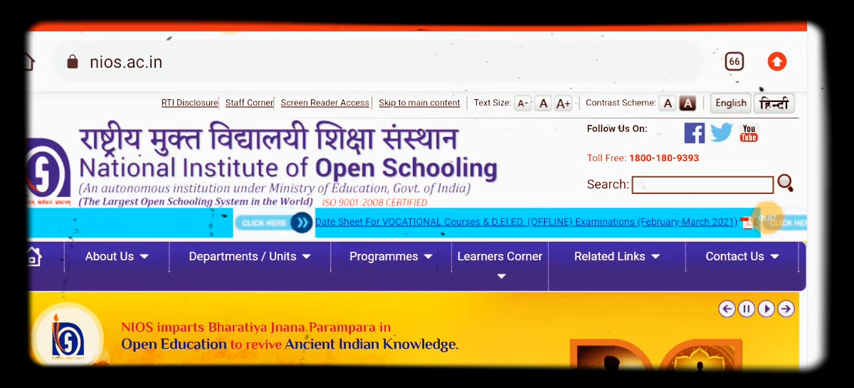 nios.ac.in
66
RTI Disclosure Staff Corner Screen Reader Access Skip to main content Text Size: A- A A+ Contrast Scheme: A A English हिन्दी
राष्ट्रीय मुक्त विद्यालयी शिक्षा संस्थान
National Institute of Open Schooling
(An autonomous institution under Ministry of Education, Govt. of India)
(The Largest Open Schooling System in the World) ISO 9001:2008 CERTIFIED
Follow Us On: You Tube
Toll Free: 1800-180-9393
Search:
CLICK HERE Date Sheet For VOCATIONAL Courses & D.El.ED. (OFFLINE) Examinations (February-March 2021)
About Us Departments / Units Programmes Learners Corner Related Links Contact Us
NIOS imparts Bharatiya Jnana Parampara in
Open Education to revive Ancient Indian Knowledge.